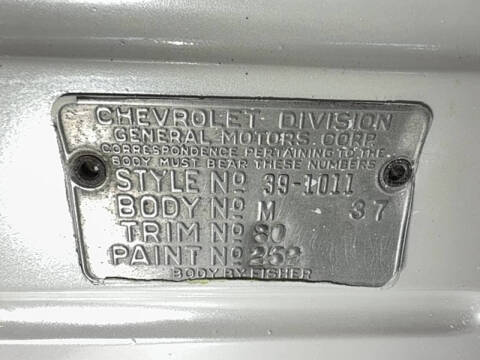 CHEVROLET DIVISION
GENERAL MOTORS CORP.
CORRESPONDENCE PERTAINING TO THE
BODY MUST BEAR THESE NUMBERS
STYLE No 39-1011
BODY No M 37
TRIM No 80
PAINT No 252
BODY BY FISHER